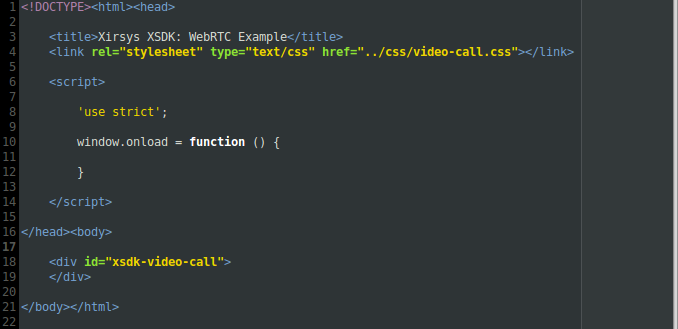 1 <!DOCTYPE><html><head>
2
3 <title>Xirsys XSDK: WebRTC Example</title>
4 <link rel="stylesheet" type="text/css" href="../css/video-call.css"></link>
5
6 <script>
7
8 'use strict';
9
10 window.onload = function () {
11
12 }
13
14 </script>
15
16 </head><body>
17
18 <div id="xsdk-video-call">
19 </div>
20
21 </body></html>
22